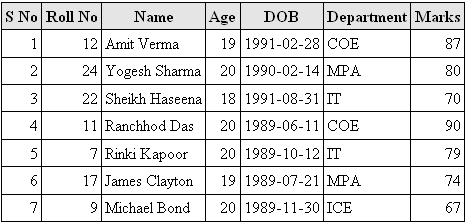 S No Roll No Name Age DOB Department Marks
1 12 Amit Verma 19 1991-02-28 COE 87
2 24 Yogesh Sharma 20 1990-02-14 MPA 80
3 22 Sheikh Haseena 18 1991-08-31 IT 70
4 11 Ranchhod Das 20 1989-06-11 COE 90
5 7 Rinki Kapoor 20 1989-10-12 IT 79
6 17 James Clayton 19 1989-07-21 MPA 74
7 9 Michael Bond 20 1989-11-30 ICE 67